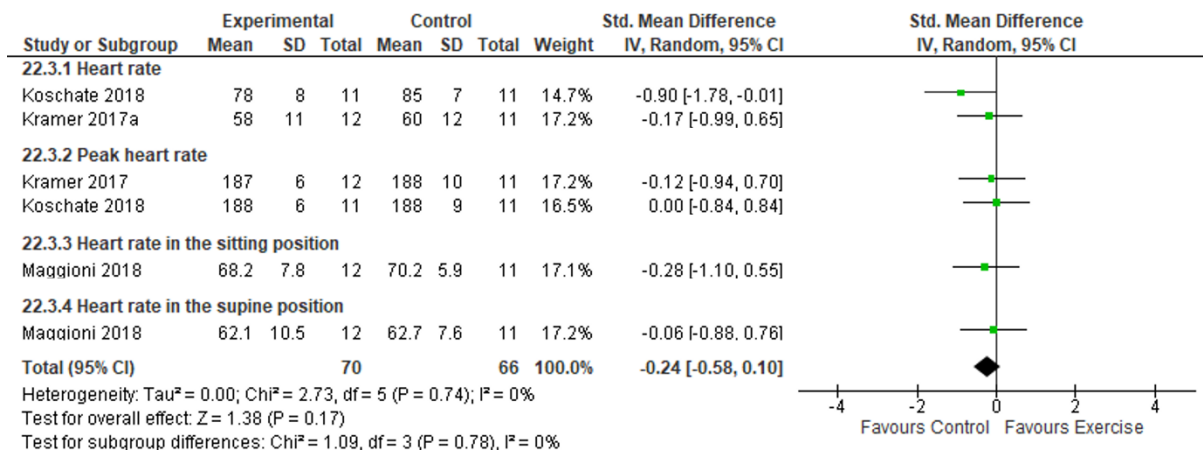 Experimental Control Std. Mean Difference Std. Mean Difference
Study or Subgroup Mean SD Total Mean SD Total Weight IV, Random, 95% CI IV, Random, 95% CI
22.3.1 Heart rate
Koschate 2018 78 8 11 85 7 11 14.7% -0.90 [-1.78, -0.01]
Kramer 2017a 58 11 12 60 12 11 17.2% -0.17 [-0.99, 0.65]
22.3.2 Peak heart rate
Kramer 2017 187 6 12 188 10 11 17.2% -0.12 [-0.94, 0.70]
Koschate 2018 188 6 11 188 9 11 16.5% 0.00 [-0.84, 0.84]
22.3.3 Heart rate in the sitting position
Maggioni 2018 68.2 7.8 12 70.2 5.9 11 17.1% -0.28 [-1.10, 0.55]
22.3.4 Heart rate in the supine position
Maggioni 2018 62.1 10.5 12 62.7 7.6 11 17.2% -0.06 [-0.88, 0.76]
Total (95% CI) 70 66 100.0% -0.24 [-0.58, 0.10]
Heterogeneity: Tau² = 0.00; Chi² = 2.73, df = 5 (P = 0.74); I² = 0%
Test for overall effect: Z = 1.38 (P = 0.17)
Test for subgroup differences: Chi² = 1.09, df = 3 (P = 0.78), I² = 0%
-4 -2 0 2 4
Favours Control Favours Exercise